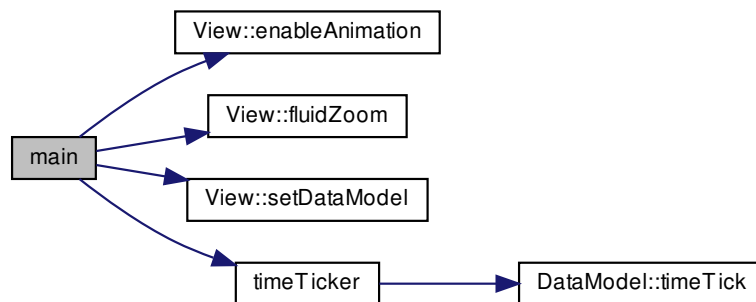 View::enableAnimation
View::fluidZoom
main
View::setDataModel
timeTicker
DataModel::timeTick